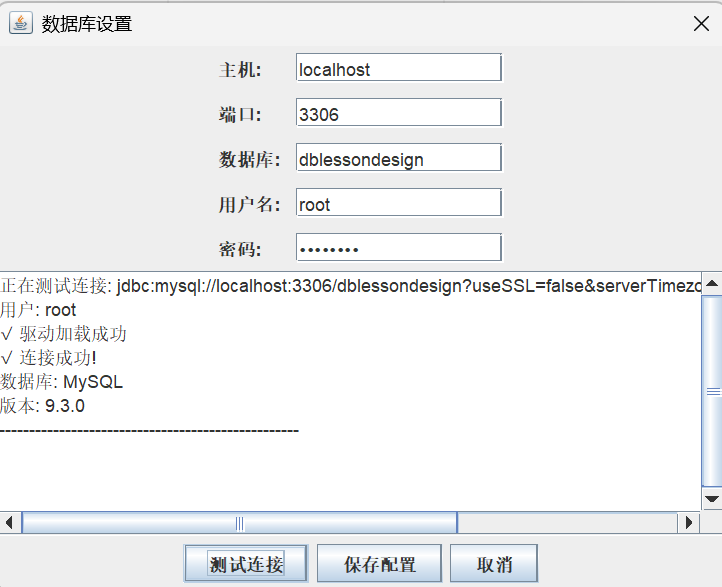 数据库设置
主机: localhost
端口: 3306
数据库: dblessondesign
用户名: root
密码: ••••••••
正在测试连接: jdbc:mysql://localhost:3306/dblessondesign?useSSL=false&serverTimezo
用户: root
√ 驱动加载成功
√ 连接成功!
数据库: MySQL
版本: 9.3.0
--------------------------------------------------
测试连接 保存配置 取消